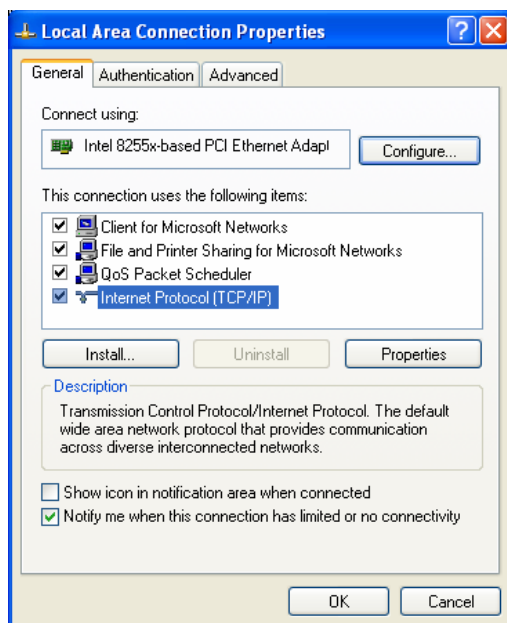 Local Area Connection Properties
General Authentication Advanced
Connect using:
Intel 8255x-based PCI Ethernet Adapt
Configure...
This connection uses the following items:
Client for Microsoft Networks
File and Printer Sharing for Microsoft Networks
QoS Packet Scheduler
Internet Protocol (TCP/IP)
Install... Uninstall Properties
Description
Transmission Control Protocol/Internet Protocol. The default
wide area network protocol that provides communication
across diverse interconnected networks.
Show icon in notification area when connected
Notify me when this connection has limited or no connectivity
OK Cancel